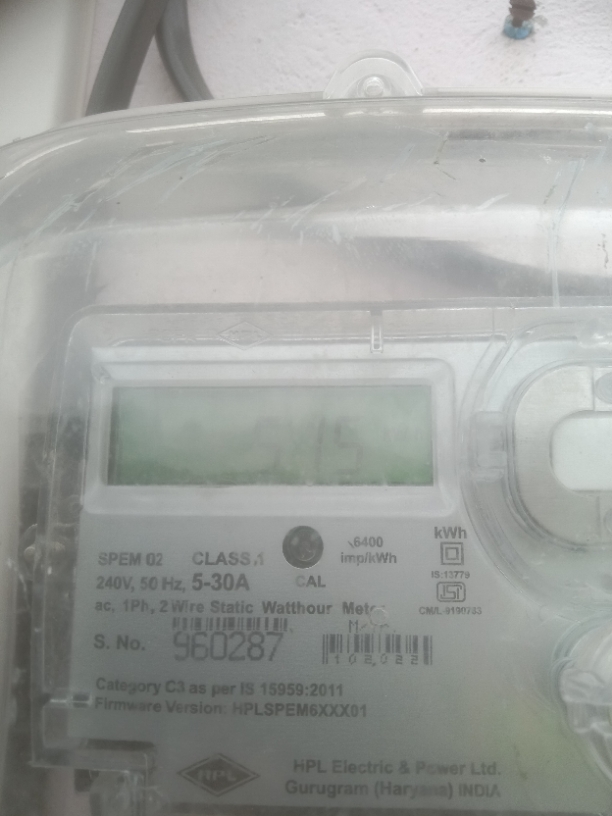 SPEM 02 CLASS.1 6400 imp/kWh kWh
240V, 50 Hz, 5-30A CAL IS:13779
ac, 1Ph, 2 Wire Static Watthour Meter
S. No. 960287
Category C3 as per IS 15959:2011
Firmware Version: HPLSPEM6XXX01
HPL
HPL Electric & Power Ltd.
Gurugram (Haryana) INDIA